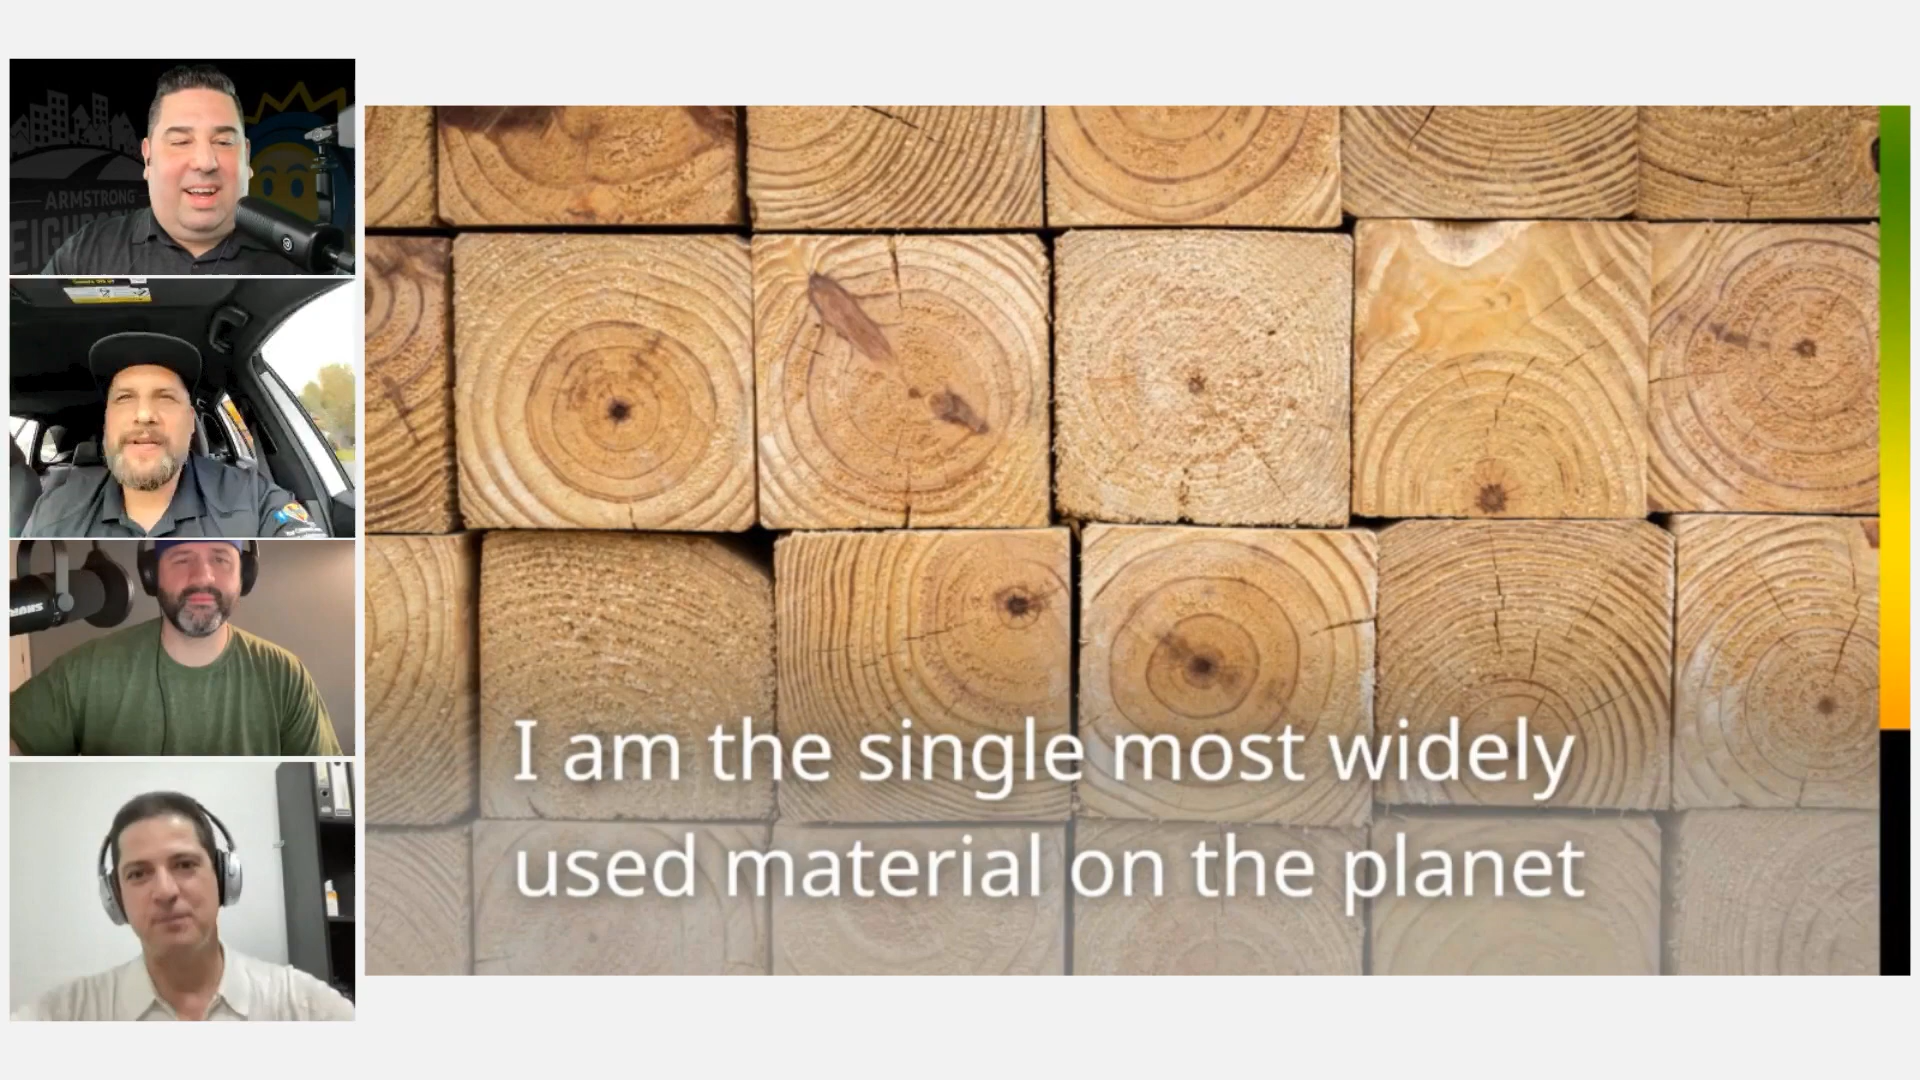 ARMSTRONG
I am the single most widely
used material on the planet